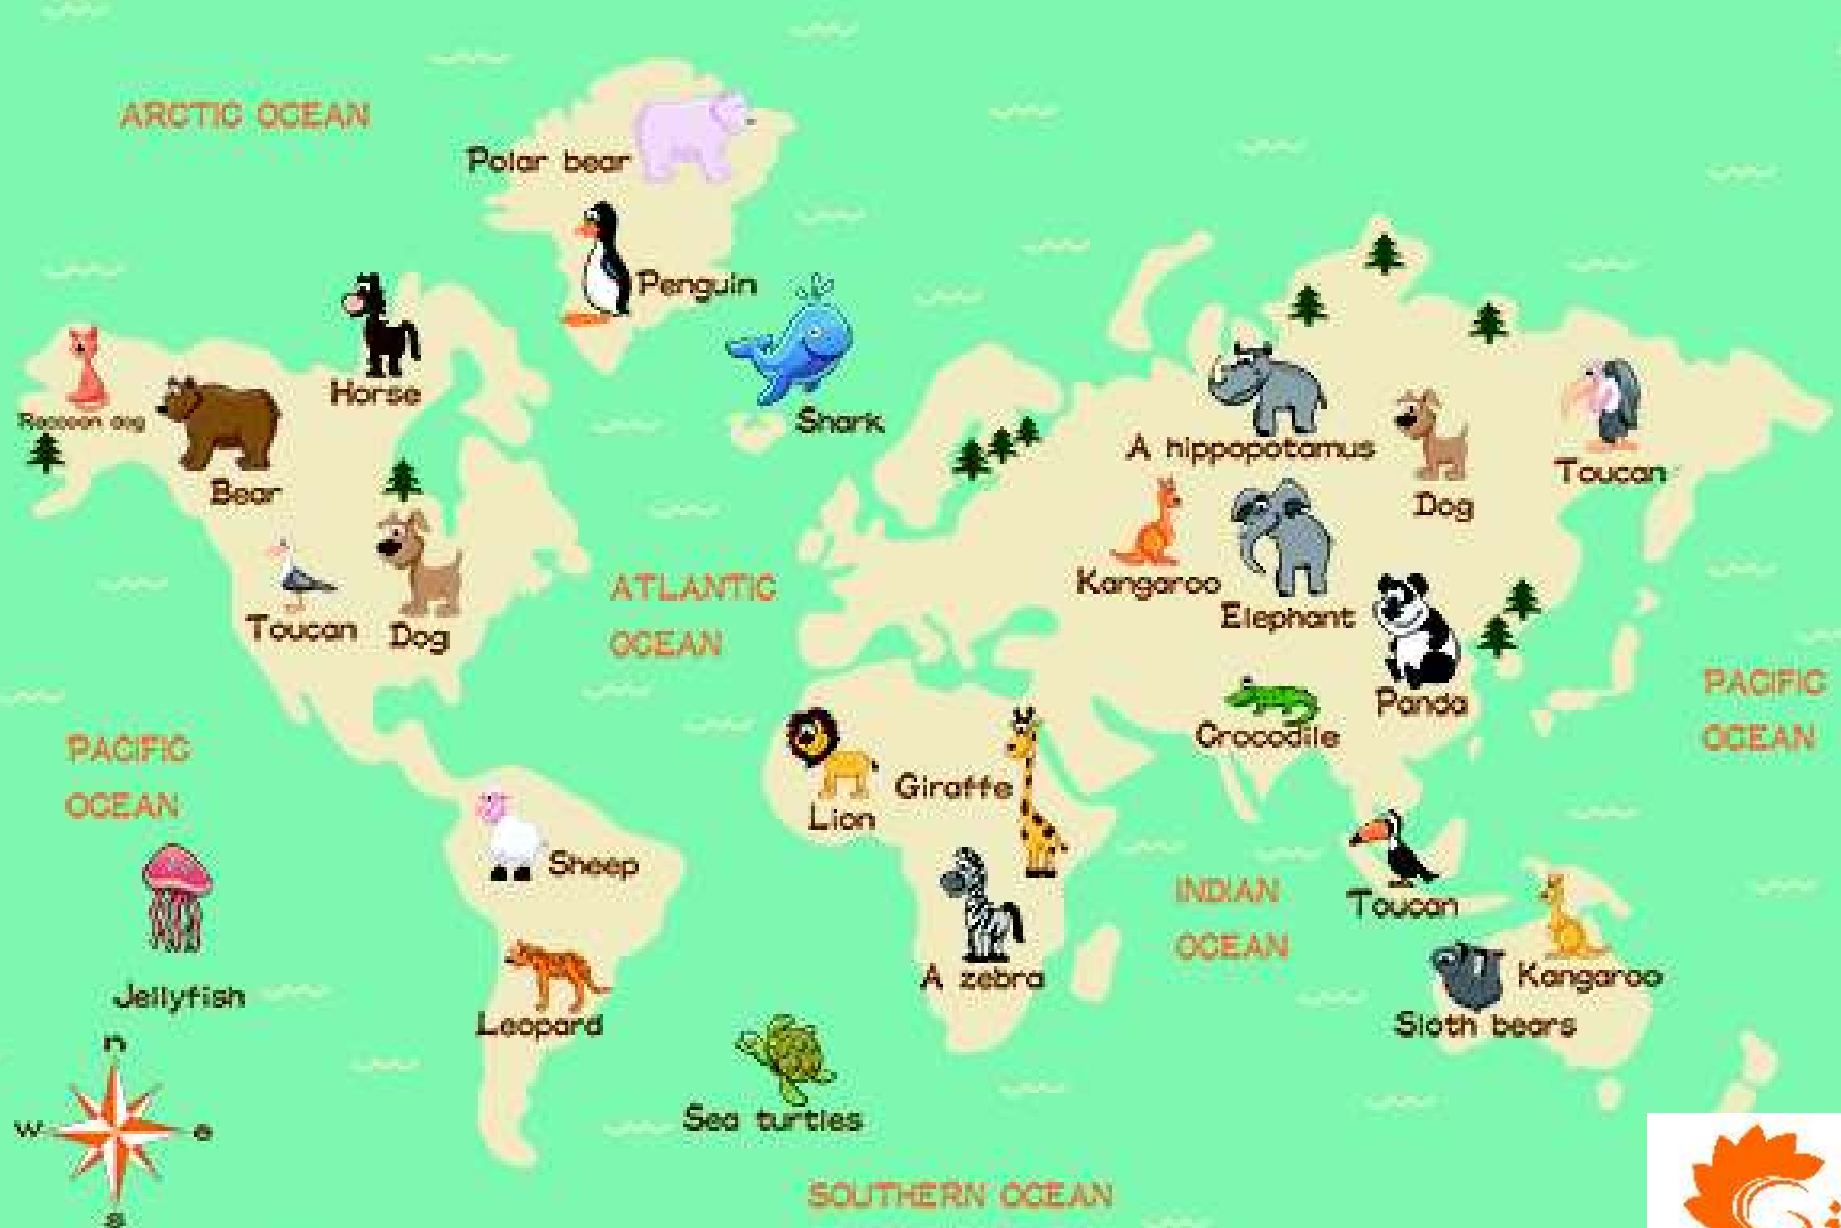 ARCTIC OCEAN
Polar bear
Penguin
Horse
Raccoon dog
Shark
Bear
A hippopotamus
Toucan
Dog
Kangaroo
ATLANTIC
OCEAN
Elephant
Toucan
Dog
Panda
PACIFIC
OCEAN
Crocodile
PACIFIC
OCEAN
Giraffe
Lion
Sheep
INDIAN
OCEAN
Toucan
A zebra
Kangaroo
Jellyfish
Leopard
Sloth bears
n
Sea turtles
w
e
SOUTHERN OCEAN
s